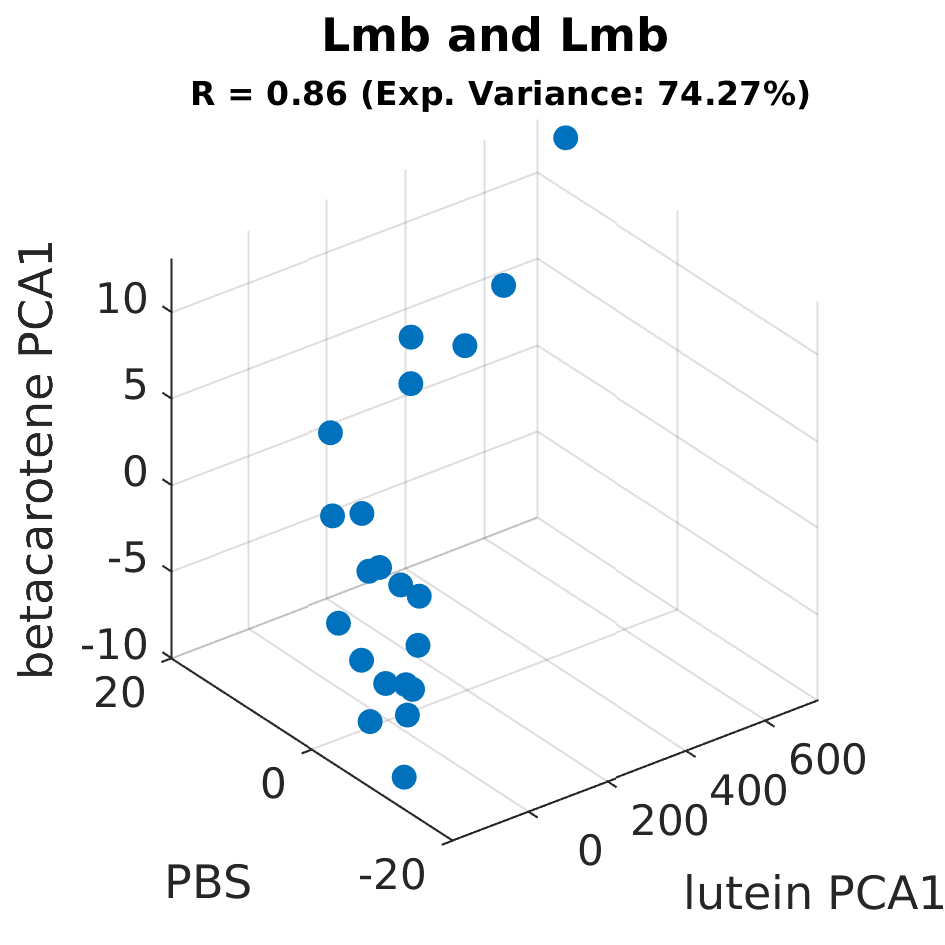 Lmb and Lmb
R = 0.86 (Exp. Variance: 74.27%)
betacarotene PCA1
10
5
0
-5
-10
20
0
-20
PBS
0
200
400
600
lutein PCA1